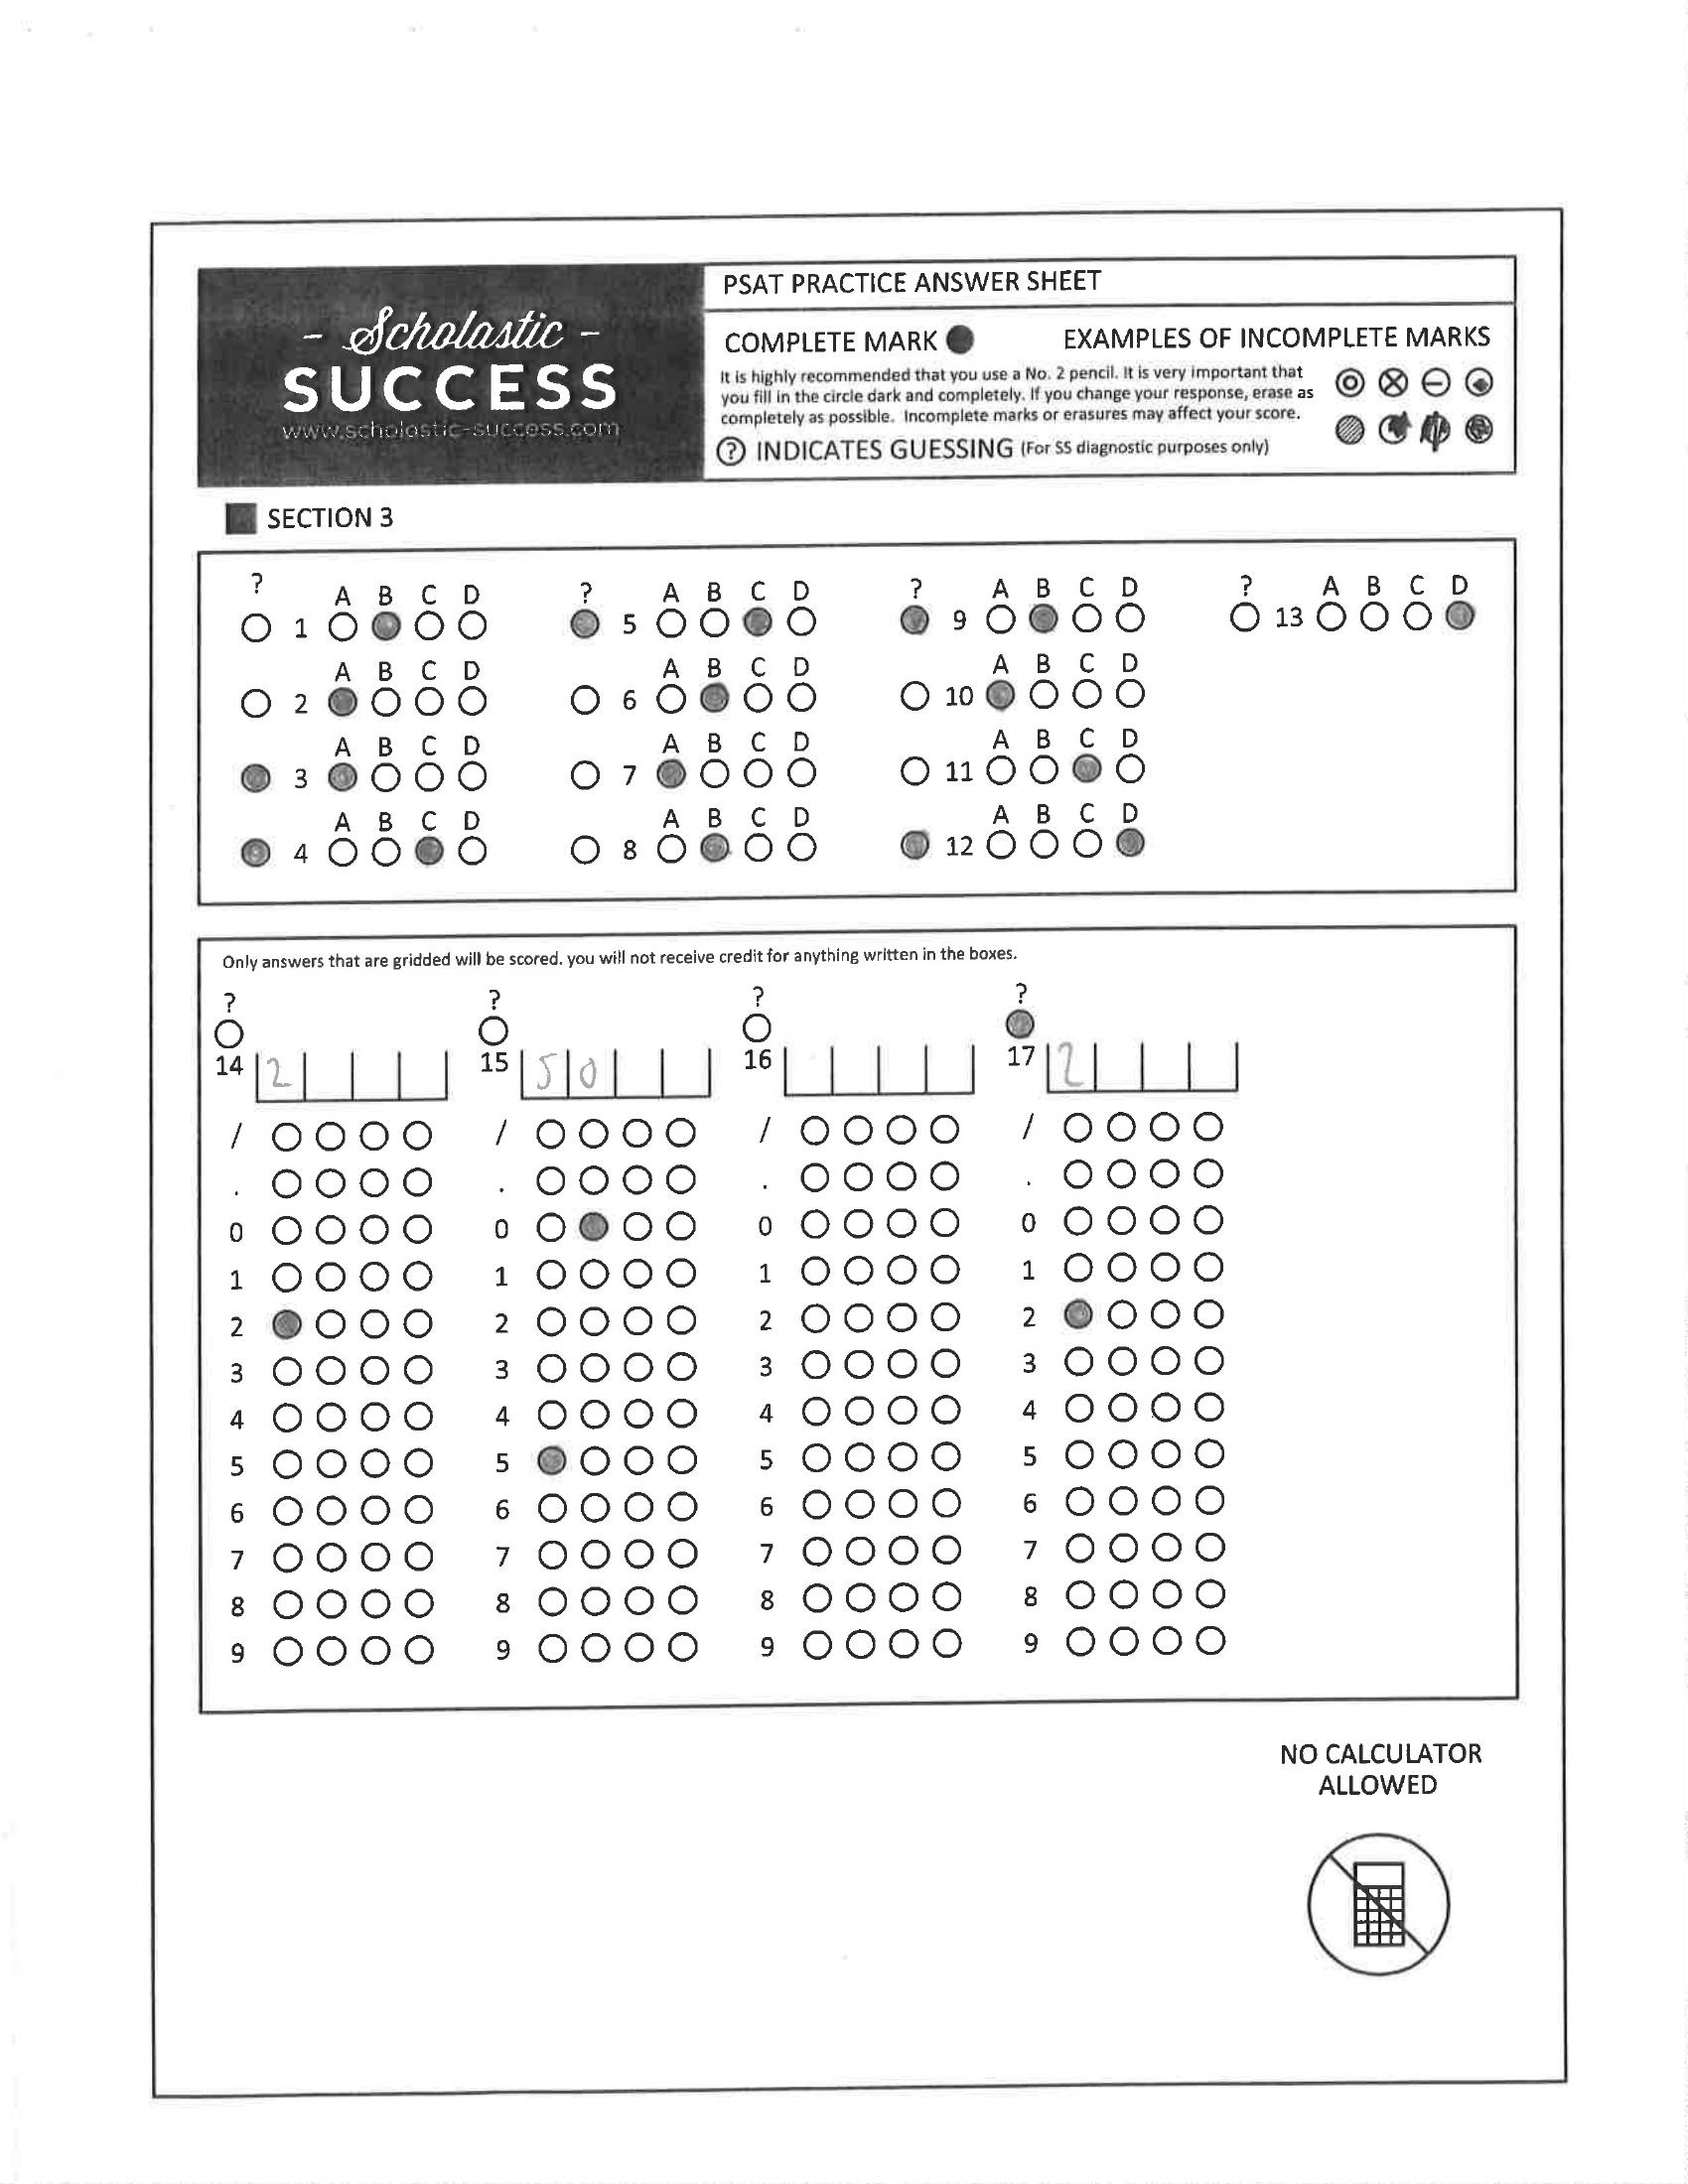 - Scholastic -
SUCCESS
www.scholastic-success.com
PSAT PRACTICE ANSWER SHEET
COMPLETE MARK
EXAMPLES OF INCOMPLETE MARKS
It is highly recommended that you use a No. 2 pencil. It is very important that
you fill in the circle dark and completely. If you change your response, erase as
completely as possible. Incomplete marks or erasures may affect your score.
? INDICATES GUESSING (For SS diagnostic purposes only)
SECTION 3
? A B C D ? A B C D ? A B C D ? A B C D
1 5 9 13
A B C D A B C D A B C D
2 6 10
A B C D A B C D A B C D
3 7 11
A B C D A B C D A B C D
4 8 12
Only answers that are gridded will be scored. you will not receive credit for anything written in the boxes.
? ? ? ?
14 2 15 5 0 16 17 2
/ / / /
. . . .
0 0 0 0
1 1 1 1
2 2 2 2
3 3 3 3
4 4 4 4
5 5 5 5
6 6 6 6
7 7 7 7
8 8 8 8
9 9 9 9
NO CALCULATOR
ALLOWED